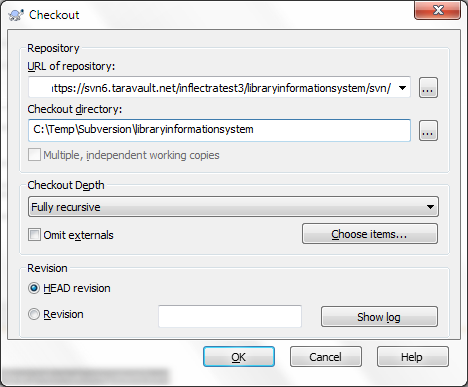 Checkout
Repository
URL of repository:
ttps://svn6.taravault.net/inflectratest3/libraryinformationsystem/svn/
...
Checkout directory:
C:\Temp\Subversion\libraryinformationsystem
...
Multiple, independent working copies
Checkout Depth
Fully recursive
Omit externals
Choose items...
Revision
HEAD revision
Revision
Show log
OK
Cancel
Help